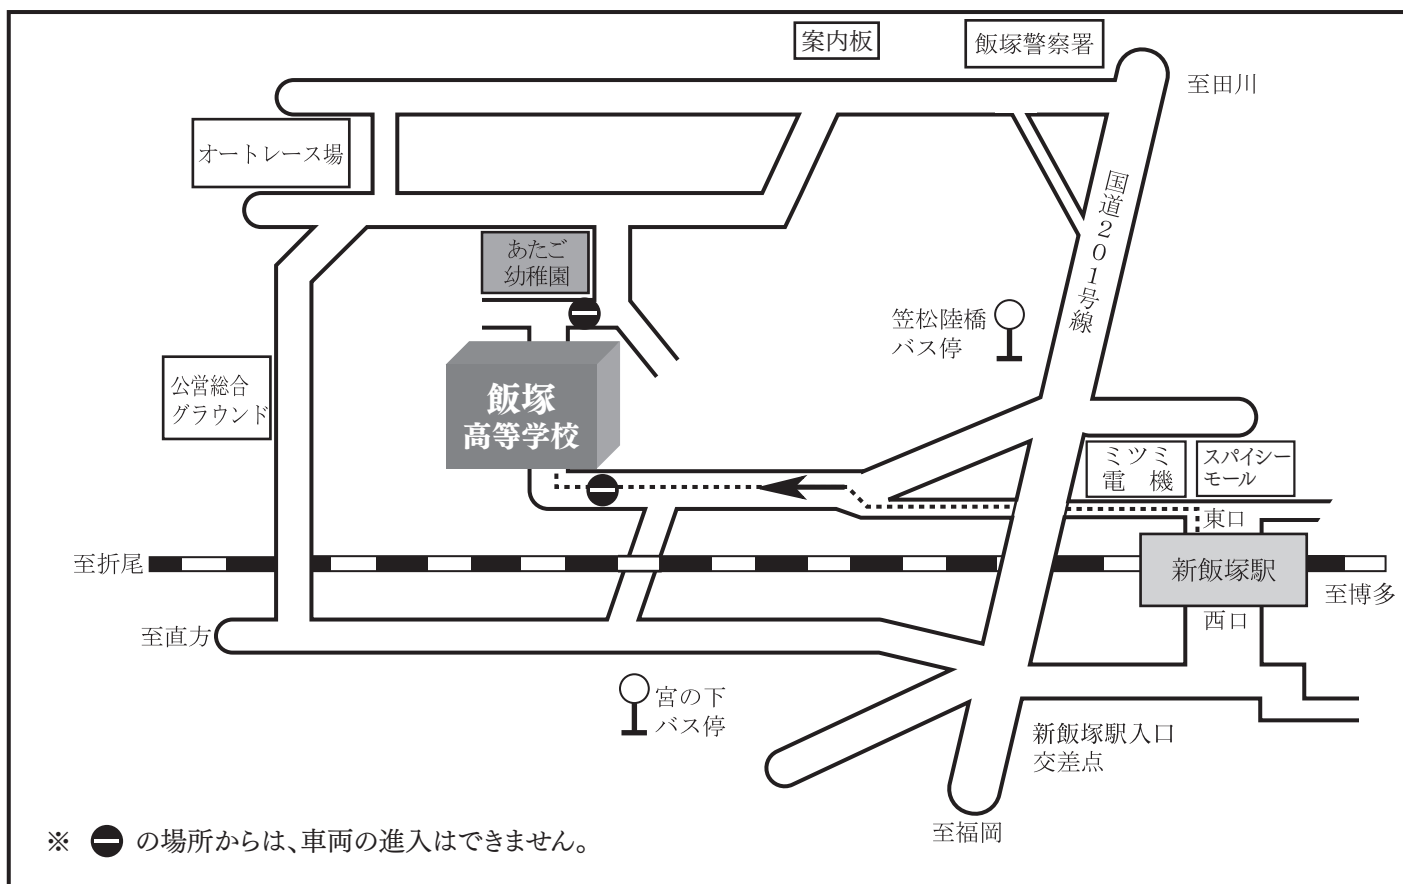 案内板
飯塚警察署
至田川
オートレース場
国道201号線
あたご
幼稚園
笠松陸橋
バス停
公営総合
グラウンド
飯塚
高等学校
ミツミ
電　機
スパイシー
モール
東口
至折尾
新飯塚駅
至博多
西口
至直方
宮の下
バス停
新飯塚駅入口
交差点
至福岡
※ ⛔ の場所からは、車両の進入はできません。